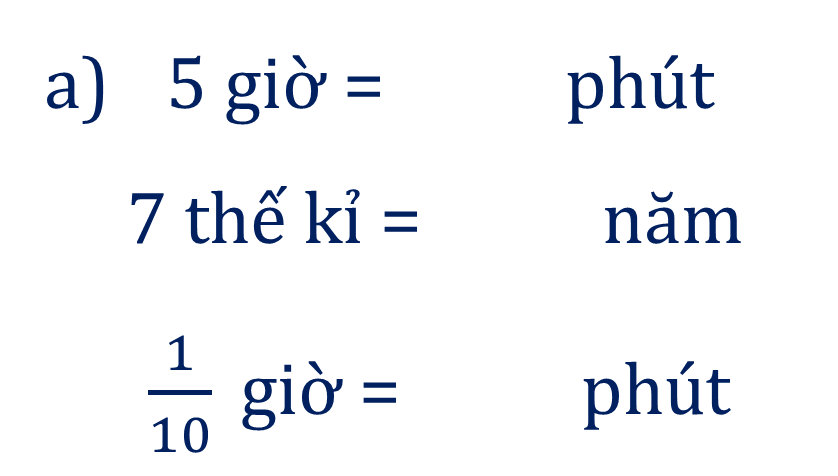 a) 5 giờ = phút
7 thế kỉ = năm
1/10 giờ = phút